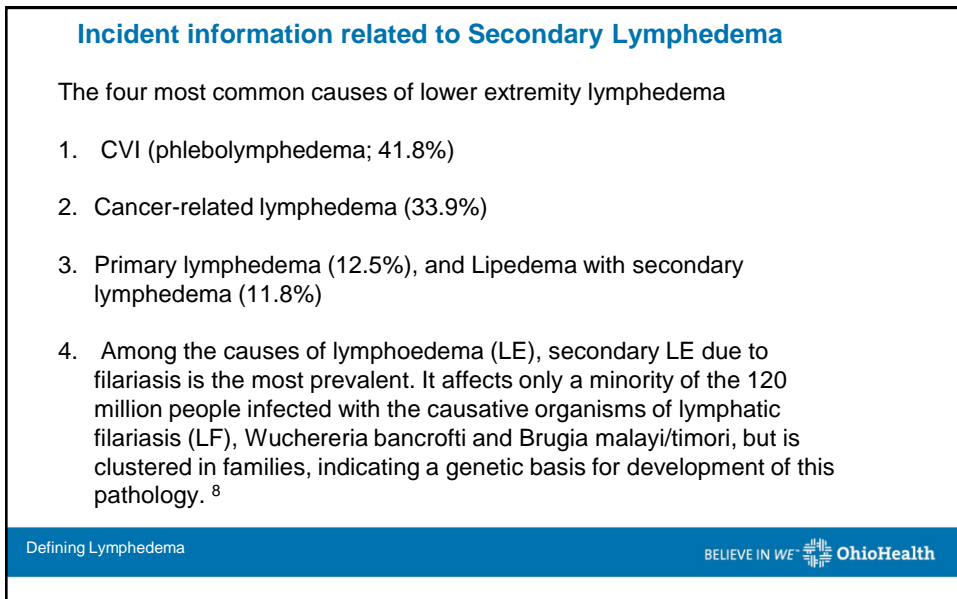 Incident information related to Secondary Lymphedema
The four most common causes of lower extremity lymphedema
1. CVI (phlebolymphedema; 41.8%)
2. Cancer-related lymphedema (33.9%)
3. Primary lymphedema (12.5%), and Lipedema with secondary
lymphedema (11.8%)
4. Among the causes of lymphoedema (LE), secondary LE due to
filariasis is the most prevalent. It affects only a minority of the 120
million people infected with the causative organisms of lymphatic
filariasis (LF), Wuchereria bancrofti and Brugia malayi/timori, but is
clustered in families, indicating a genetic basis for development of this
pathology. 8
Defining Lymphedema
BELIEVE IN WE℠ OhioHealth